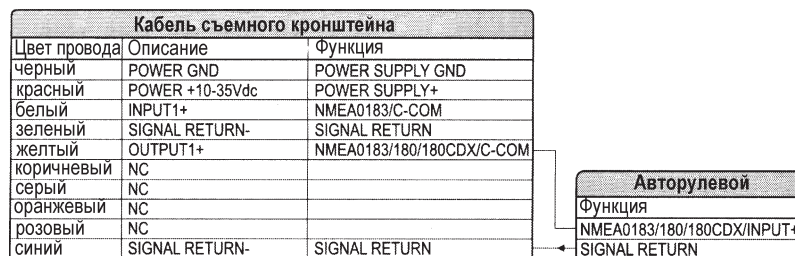 Кабель съемного кронштейна
Цвет провода Описание Функция
черный POWER GND POWER SUPPLY GND
красный POWER +10-35Vdc POWER SUPPLY+
белый INPUT1+ NMEA0183/C-COM
зеленый SIGNAL RETURN- SIGNAL RETURN
желтый OUTPUT1+ NMEA0183/180/180CDX/C-COM
коричневый NC
серый NC
оранжевый NC
розовый NC
синий SIGNAL RETURN- SIGNAL RETURN
Авторулевой
Функция
NMEA0183/180/180CDX/INPUT+
SIGNAL RETURN